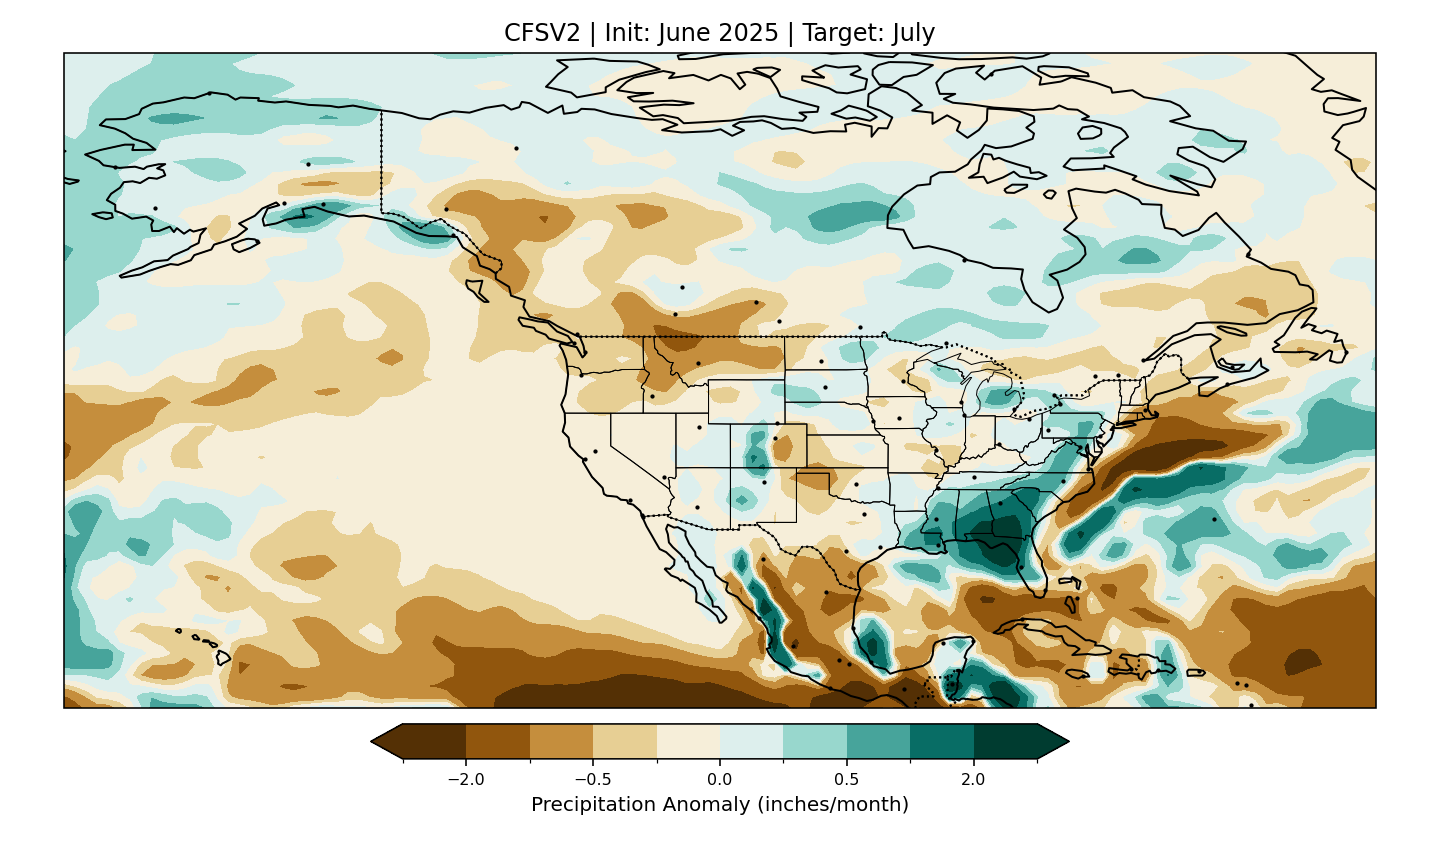 CFSV2 | Init: June 2025 | Target: July
−2.0 −0.5 0.0 0.5 2.0
Precipitation Anomaly (inches/month)